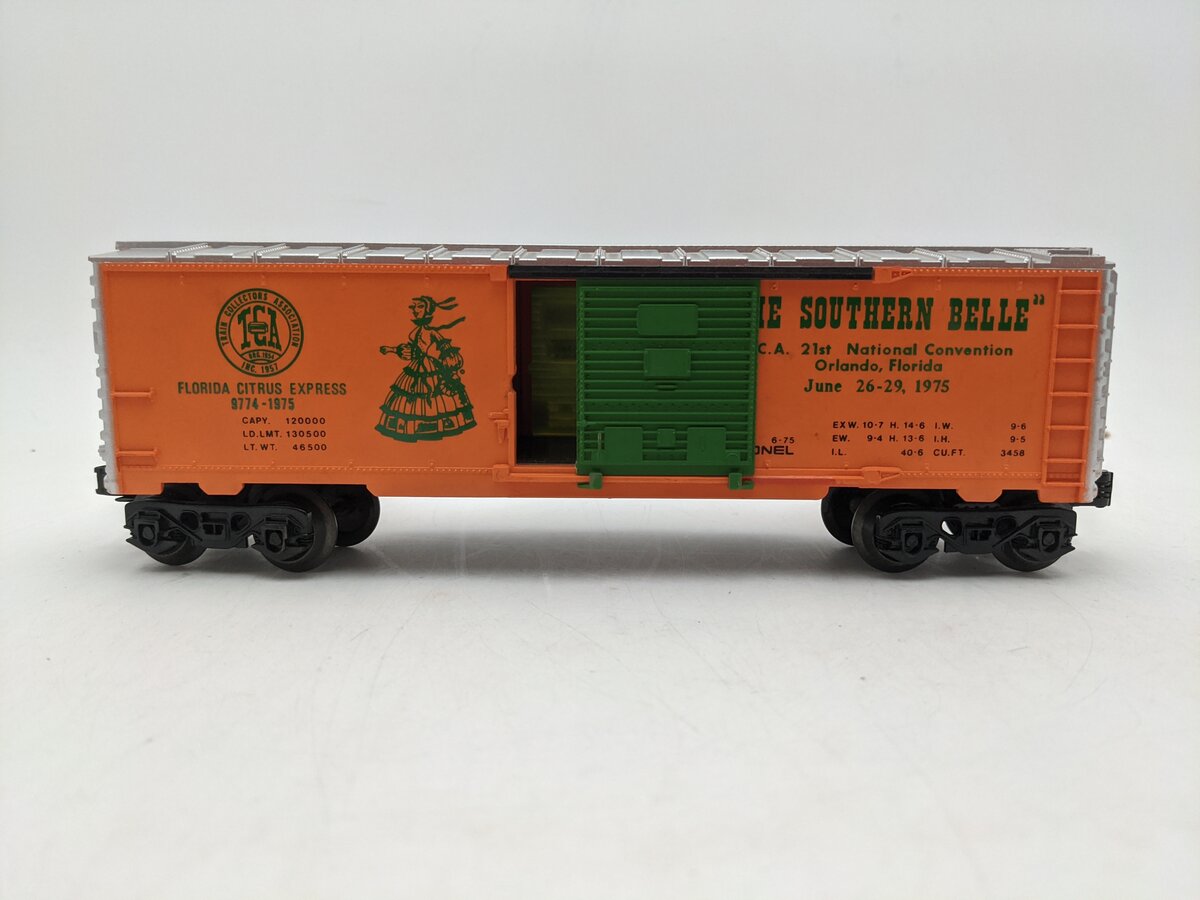 TRAIN COLLECTORS ASSOCIATION
TCA
ORG. 1954
INC. 1957
FLORIDA CITRUS EXPRESS
9774-1975
CAPY. 120000
LD.LMT. 130500
LT. WT. 46500
HE SOUTHERN BELLE"
C.A. 21st National Convention
Orlando, Florida
June 26-29, 1975
6-75
ONEL
EXW. 10-7 H. 14-6 I.W. 9-6
EW. 9-4 H. 13-6 I.H. 9-5
I.L. 40-6 CU.FT. 3458